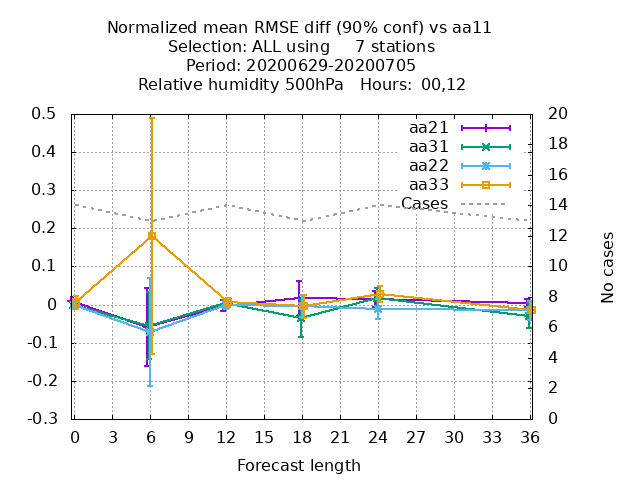 Normalized mean RMSE diff (90% conf) vs aa11
Selection: ALL using     7 stations
Period: 20200629-20200705
Relative humidity 500hPa   Hours: 00,12
0.5
0.4
0.3
0.2
0.1
0
-0.1
-0.2
-0.3
20
18
16
14
12
10
8
6
4
2
0
aa21
aa31
aa22
aa33
Cases
No cases
0 3 6 9 12 15 18 21 24 27 30 33 36
Forecast length